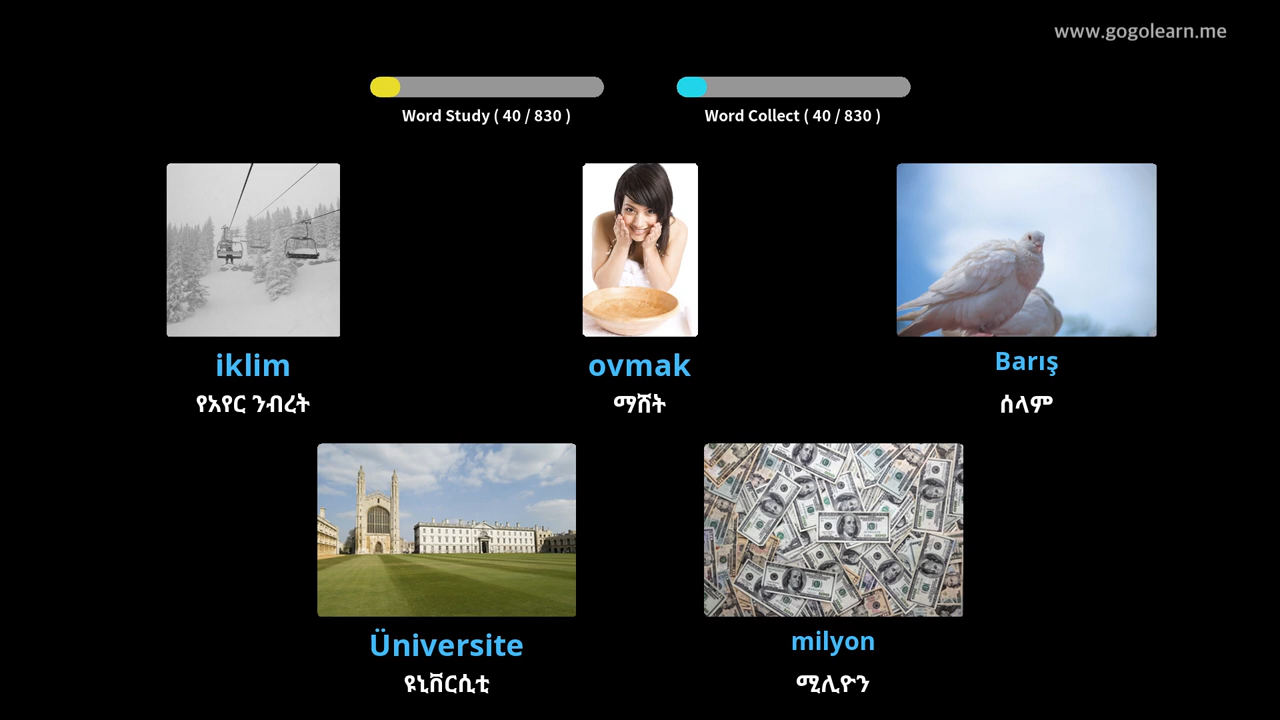 www.gogolearn.me
Word Study ( 40 / 830 )
Word Collect ( 40 / 830 )
iklim
የአየር ንብረት
ovmak
ማሸት
Barış
ሰላም
Üniversite
ዩኒቨርሲቲ
milyon
ሚሊዮን